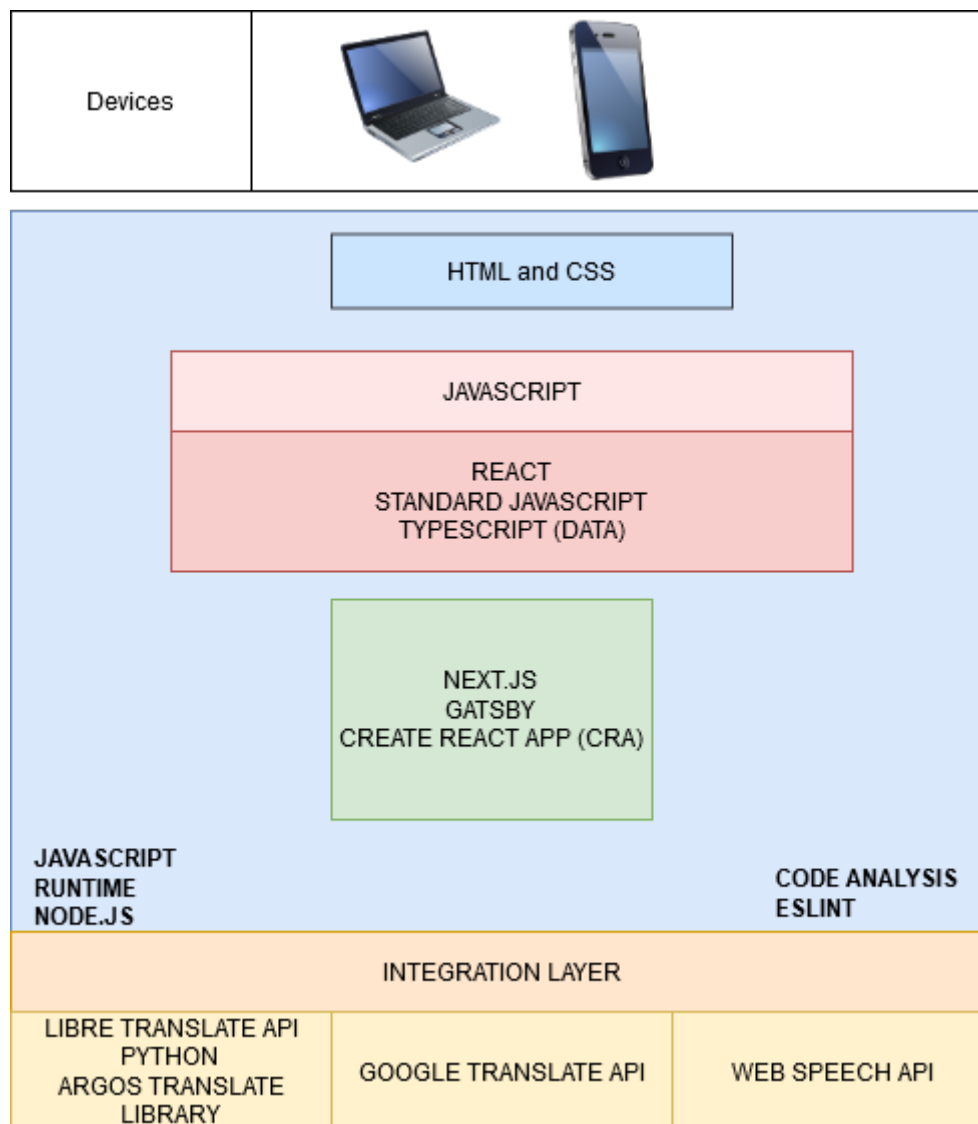 Devices
HTML and CSS
JAVASCRIPT
REACT
STANDARD JAVASCRIPT
TYPESCRIPT (DATA)
NEXT.JS
GATSBY
CREATE REACT APP (CRA)
JAVASCRIPT
RUNTIME
NODE.JS
CODE ANALYSIS
ESLINT
INTEGRATION LAYER
LIBRE TRANSLATE API
PYTHON
ARGOS TRANSLATE
LIBRARY
GOOGLE TRANSLATE API
WEB SPEECH API